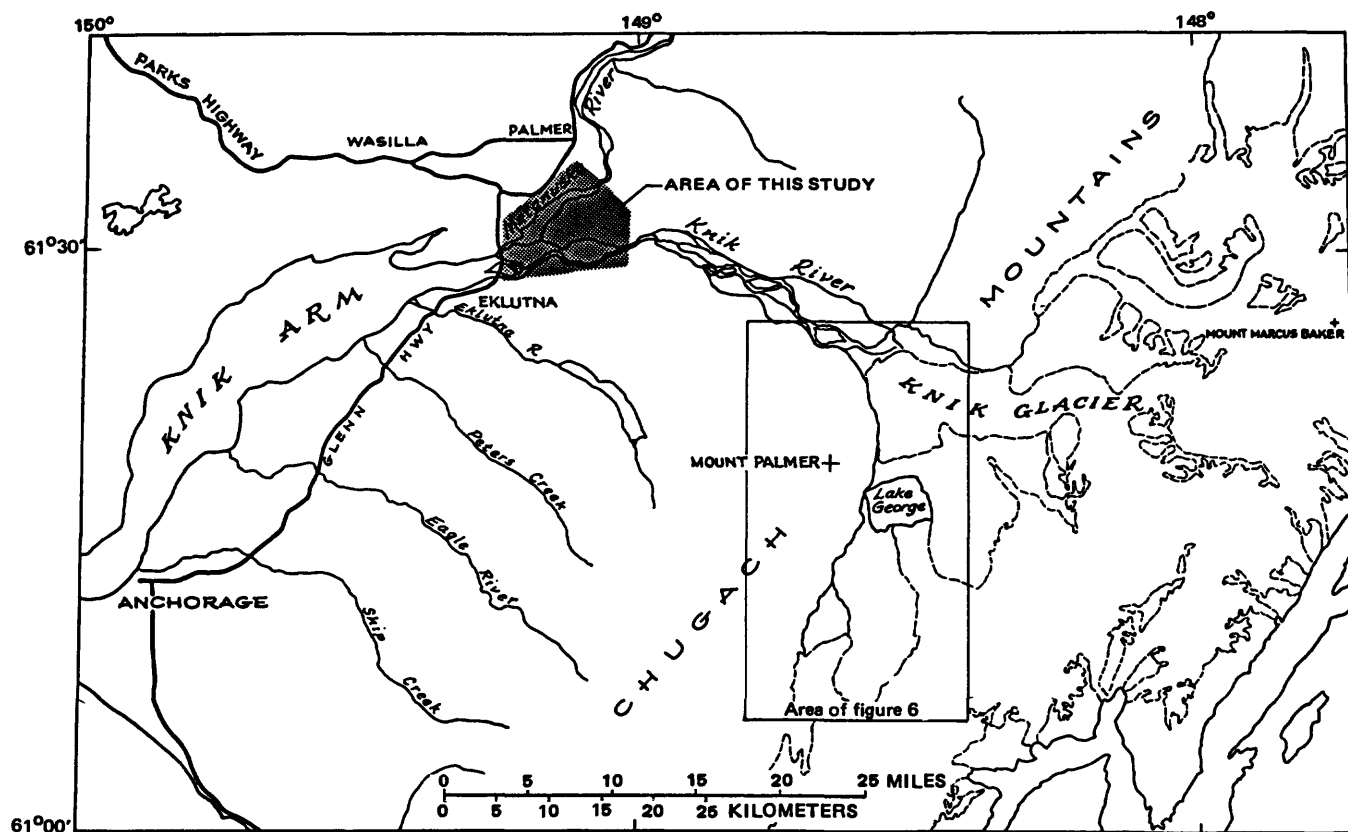 150°
149°
148°
PARKS HIGHWAY
WASILLA
PALMER
River
AREA OF THIS STUDY
61°30'
Knik River
MOUNTAINS
MOUNT MARCUS BAKER
KNIK ARM
EKLUTNA
Eklutna R
GLENN HWY
KNIK GLACIER
Peters Creek
MOUNT PALMER
Lake
George
Eagle River
CHUGACH
ANCHORAGE
Ship Creek
Area of figure 6
0 5 10 15 20 25 MILES
0 5 10 15 20 25 KILOMETERS
61°00'